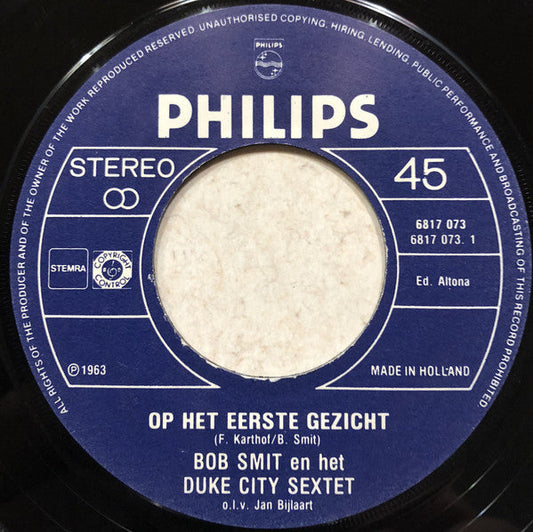 ALL RIGHTS OF THE PRODUCER AND OF THE OWNER OF THE WORK REPRODUCED RESERVED. UNAUTHORISED COPYING, HIRING, LENDING, PUBLIC PERFORMANCE AND BROADCASTING OF THIS RECORD PROHIBITED
PHILIPS
PHILIPS
STEREO
45
6817 073
6817 073. 1
STEMRA
COPYRIGHT
CONTROL
Ed. Altona
℗ 1963
MADE IN HOLLAND
OP HET EERSTE GEZICHT
(F. Karthof/B. Smit)
BOB SMIT en het
DUKE CITY SEXTET
o.l.v. Jan Bijlaart